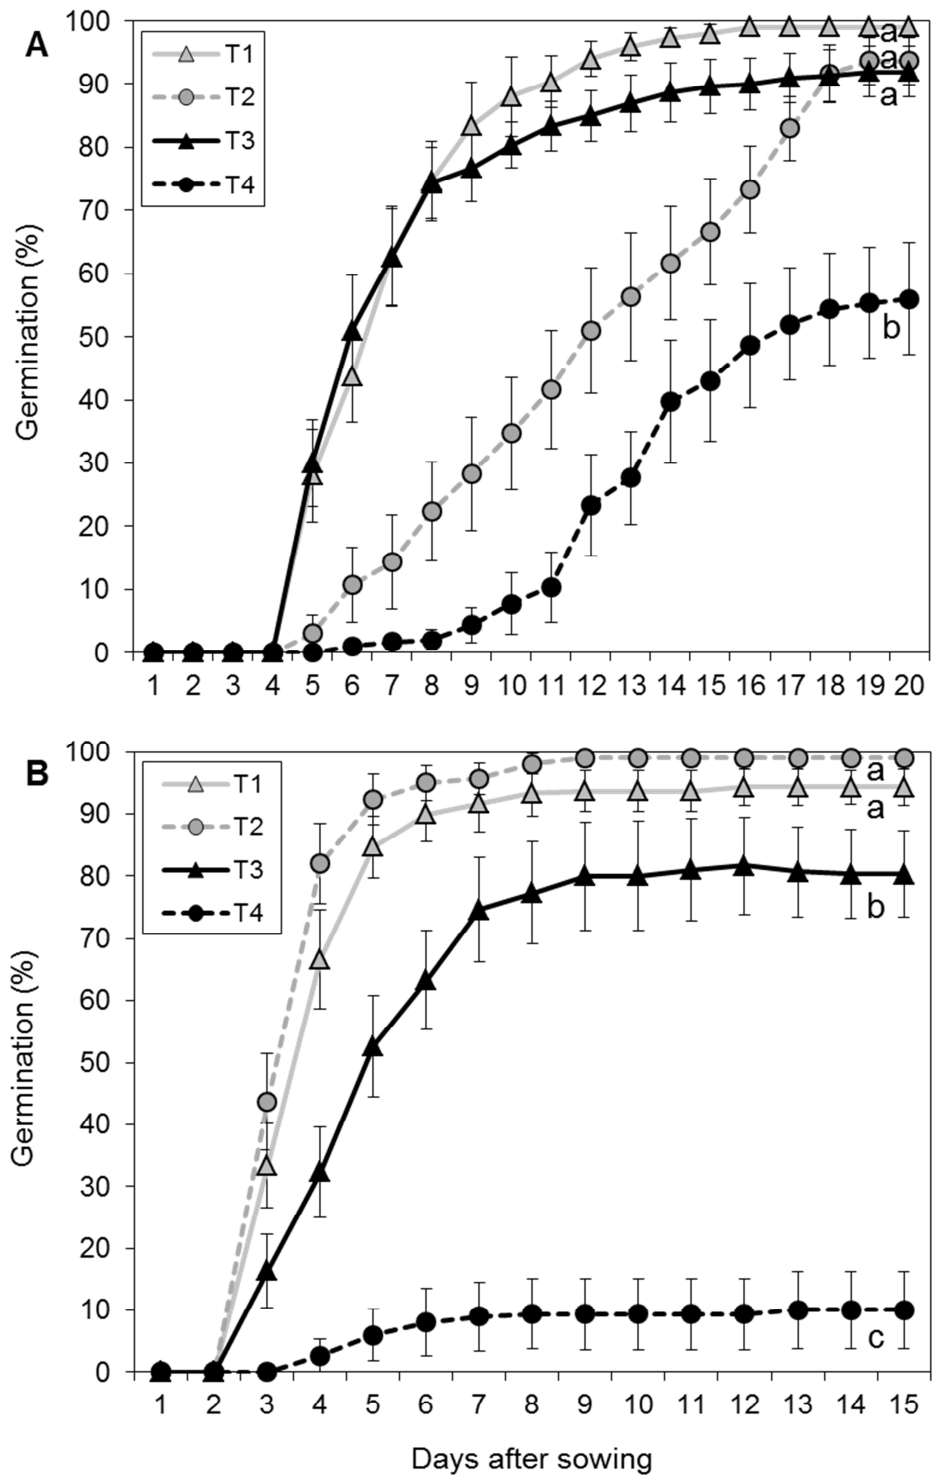 A
100
90
80
70
60
50
40
30
20
10
0
Germination (%)
T1
T2
T3
T4
a
a
a
b
1 2 3 4 5 6 7 8 9 10 11 12 13 14 15 16 17 18 19 20
B
100
90
80
70
60
50
40
30
20
10
0
Germination (%)
T1
T2
T3
T4
a
a
b
c
1 2 3 4 5 6 7 8 9 10 11 12 13 14 15
Days after sowing